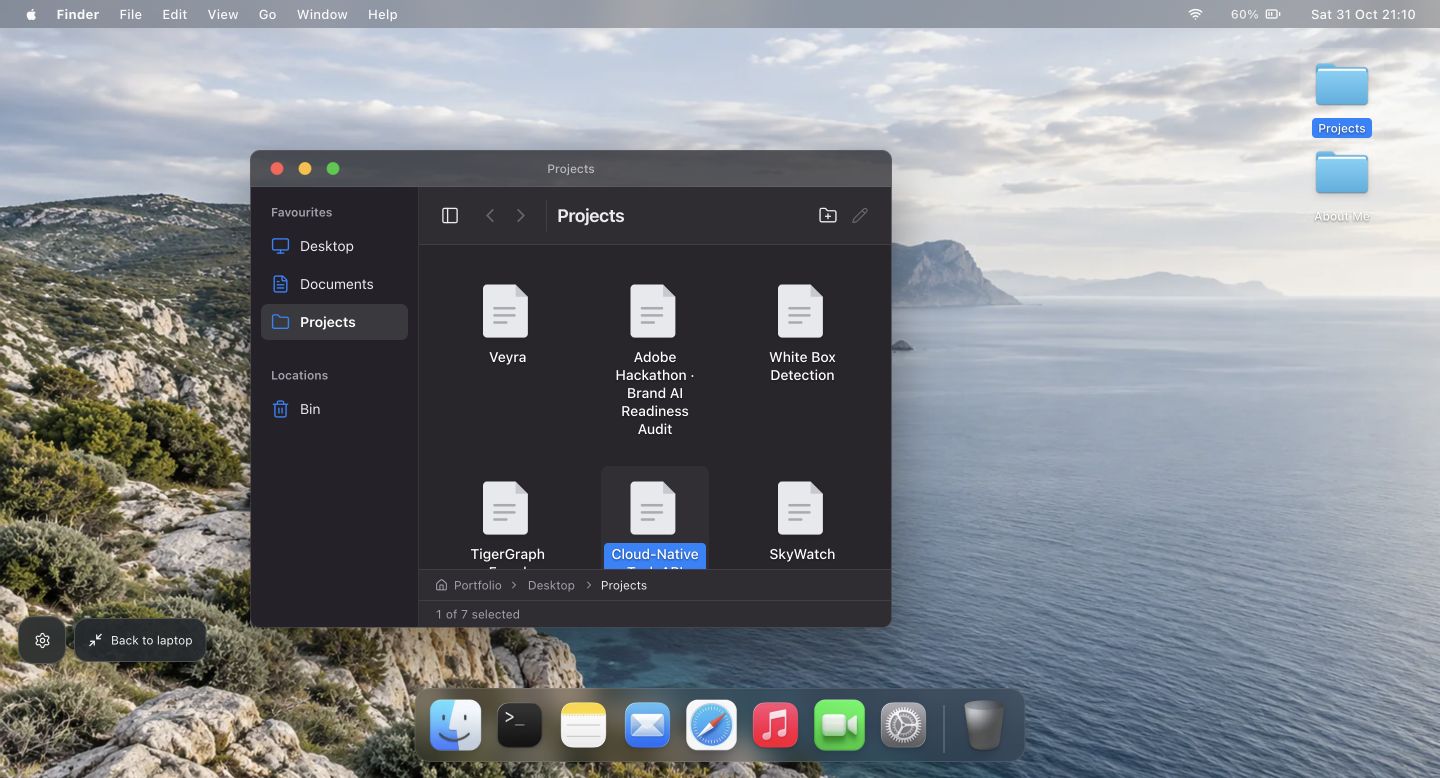 Finder File Edit View Go Window Help
60%
Sat 31 Oct 21:10
Projects
About Me
Projects
Favourites
Desktop
Documents
Projects
Locations
Bin
Projects
Veyra
Adobe
Hackathon ·
Brand AI
Readiness
Audit
White Box
Detection
TigerGraph
Cloud-Native
SkyWatch
Portfolio
Desktop
Projects
1 of 7 selected
Back to laptop
>_